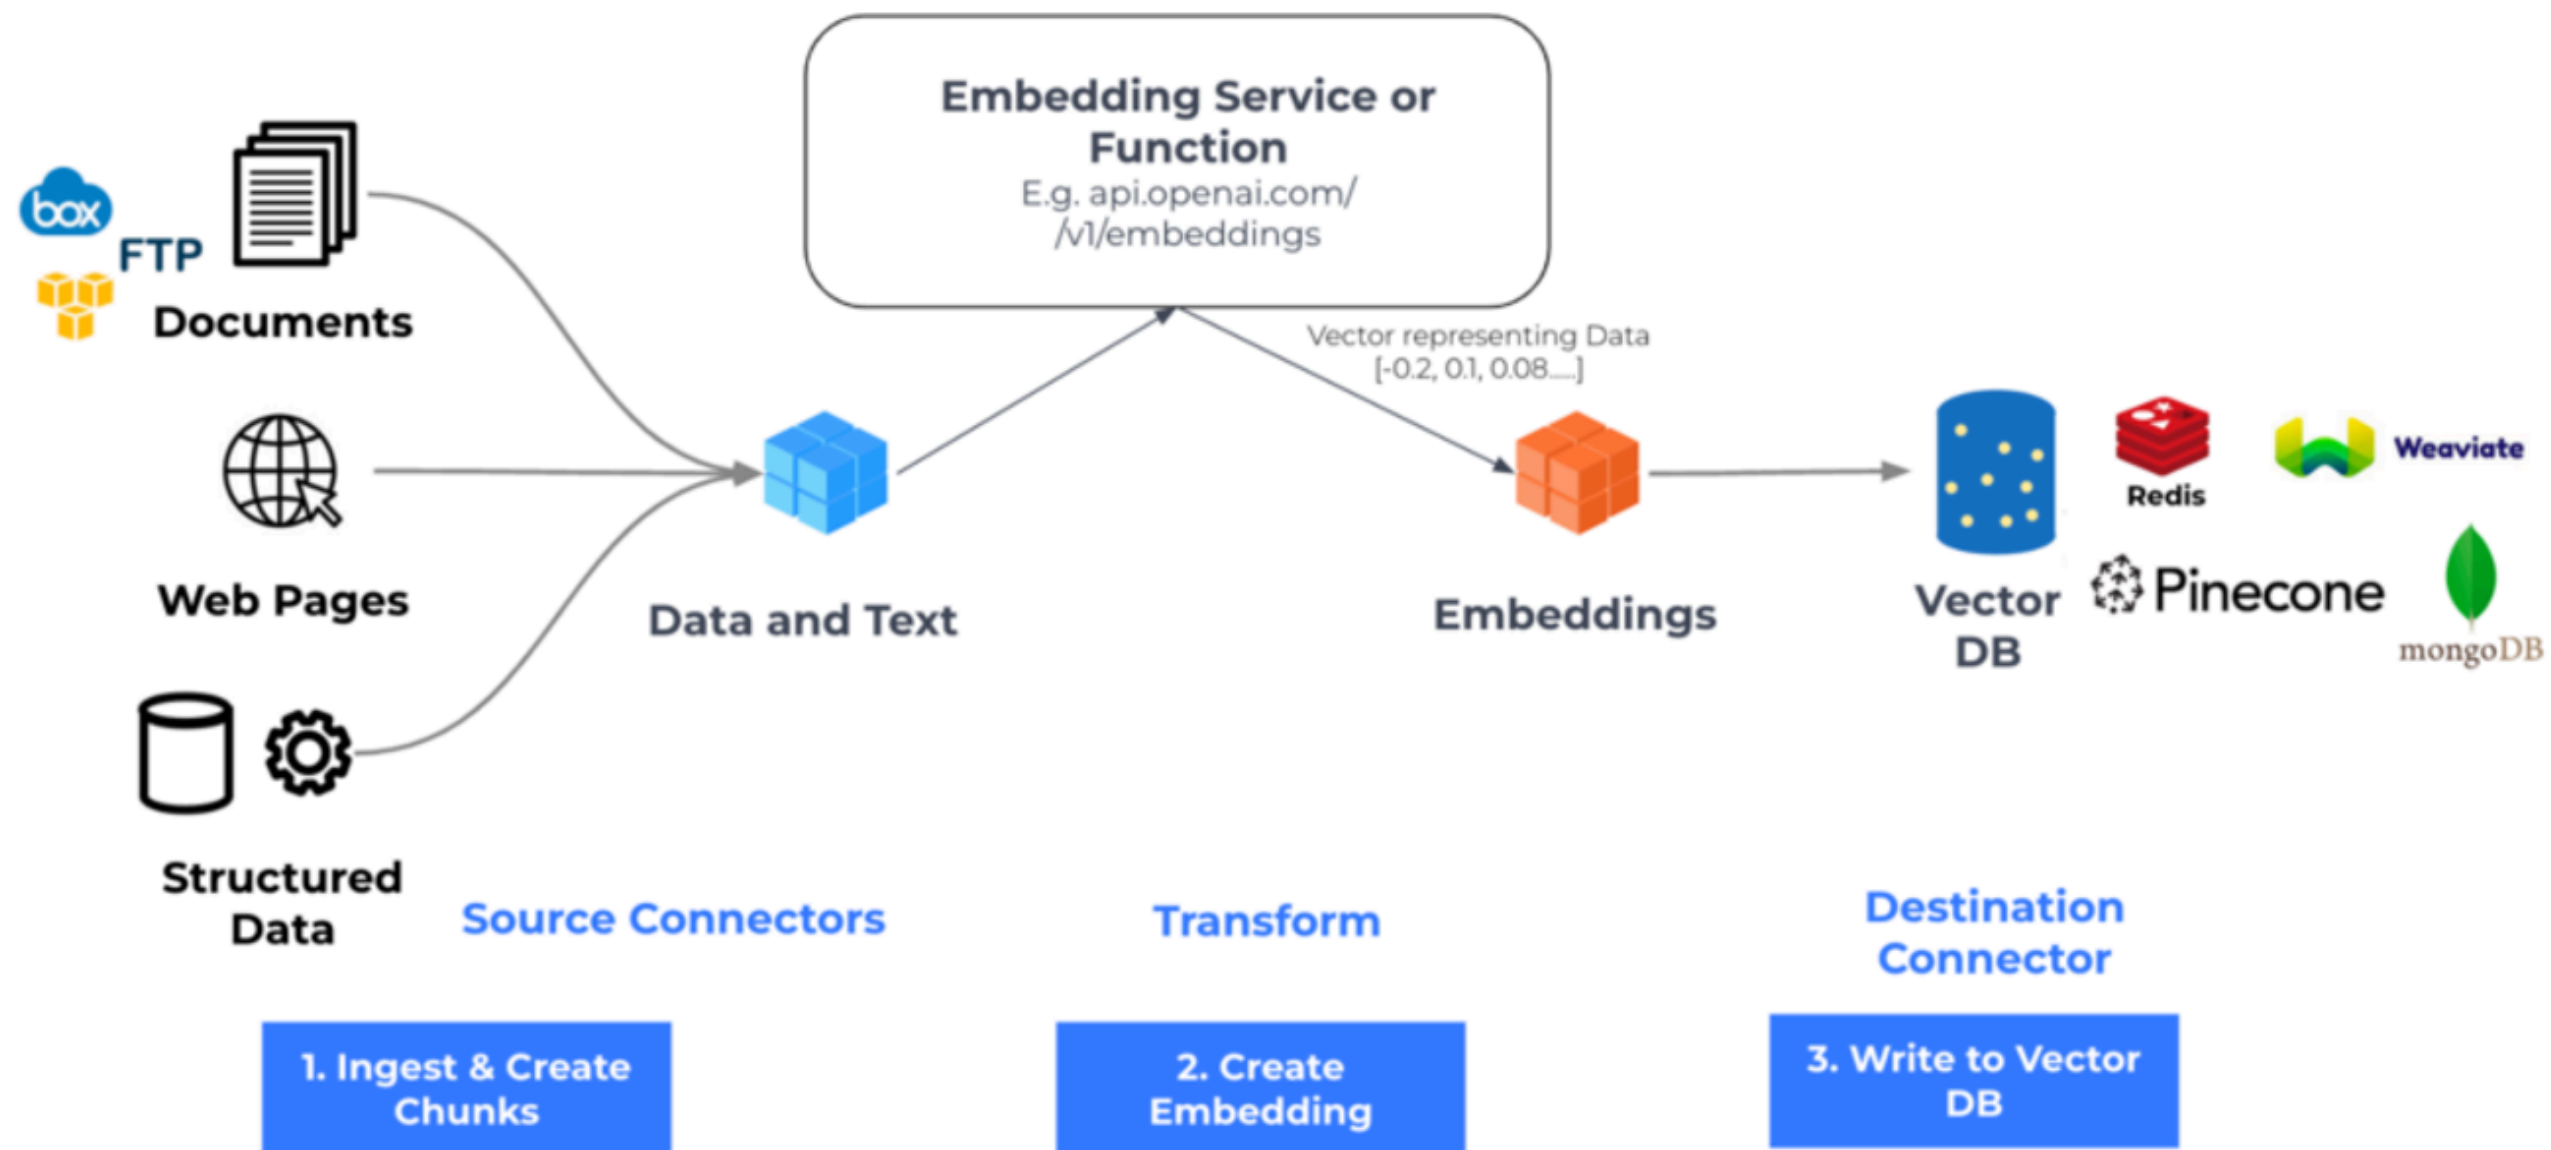 Embedding Service or
Function
E.g. api.openai.com/
/v1/embeddings
box
FTP
Documents
Vector representing Data
[-0.2, 0.1, 0.08.....]
Redis
Weaviate
Web Pages
Data and Text
Embeddings
Vector
DB
Pinecone
mongoDB
Structured
Data
Source Connectors
Transform
Destination
Connector
1. Ingest & Create
Chunks
2. Create
Embedding
3. Write to Vector
DB